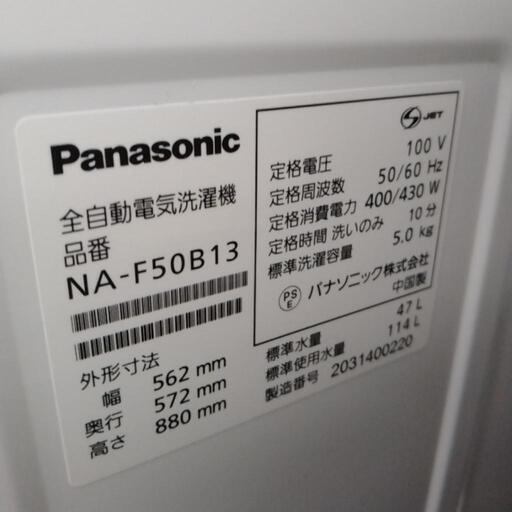 Panasonic
全自動電気洗濯機
品番
NA-F50B13
外形寸法
幅 562 mm
奥行 572 mm
高さ 880 mm
JET
定格電圧 100 V
定格周波数 50/60 Hz
定格消費電力 400/430 W
定格時間 洗いのみ 10分
標準洗濯容量 5.0 kg
PS
E
パナソニック株式会社
中国製
標準水量 47 L
標準使用水量 114 L
製造番号 2031400220